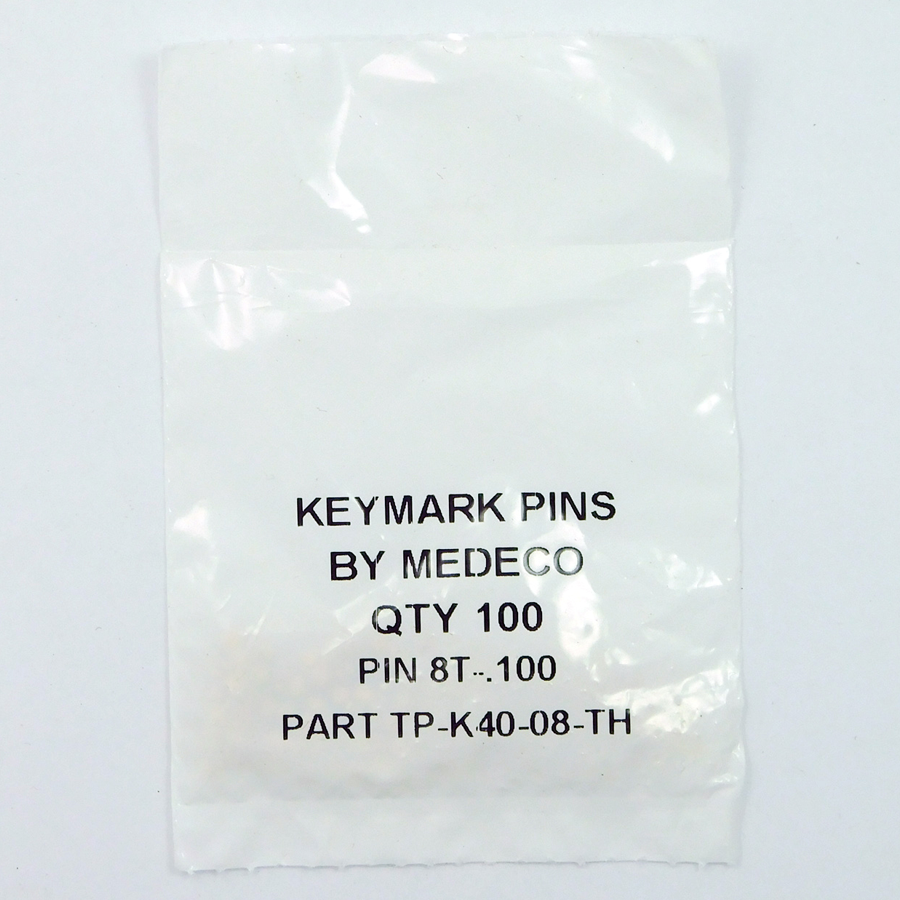 KEYMARK PINS
BY MEDECO
QTY 100
PIN 8T-.100
PART TP-K40-08-TH